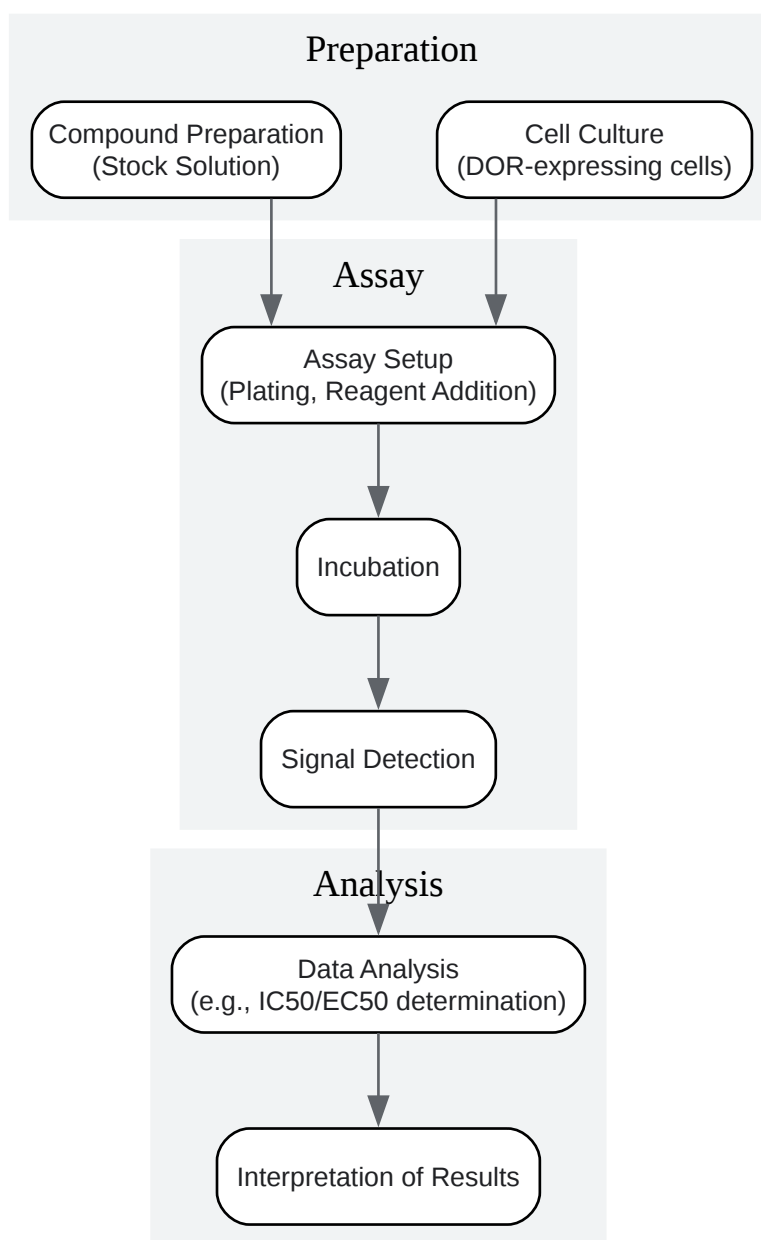 Preparation
Compound Preparation
(Stock Solution)
Cell Culture
(DOR-expressing cells)
Assay
Assay Setup
(Plating, Reagent Addition)
Incubation
Signal Detection
Analysis
Data Analysis
(e.g., IC50/EC50 determination)
Interpretation of Results